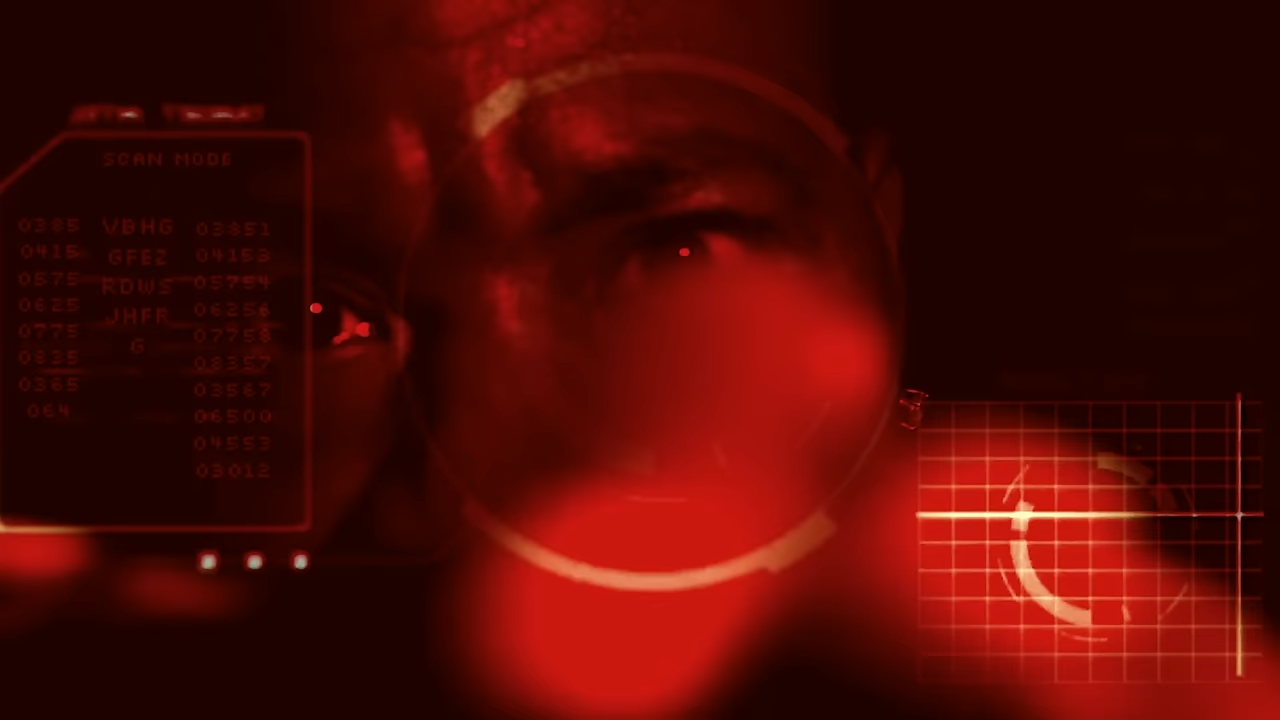 SCAN MODE
0385 VBHG 03851
0415 GFEZ 04153
0575 RDWS 05754
0625 JHFR 06256
0775 G 07758
0835 08357
0365 03567
064 06500
04553
03012